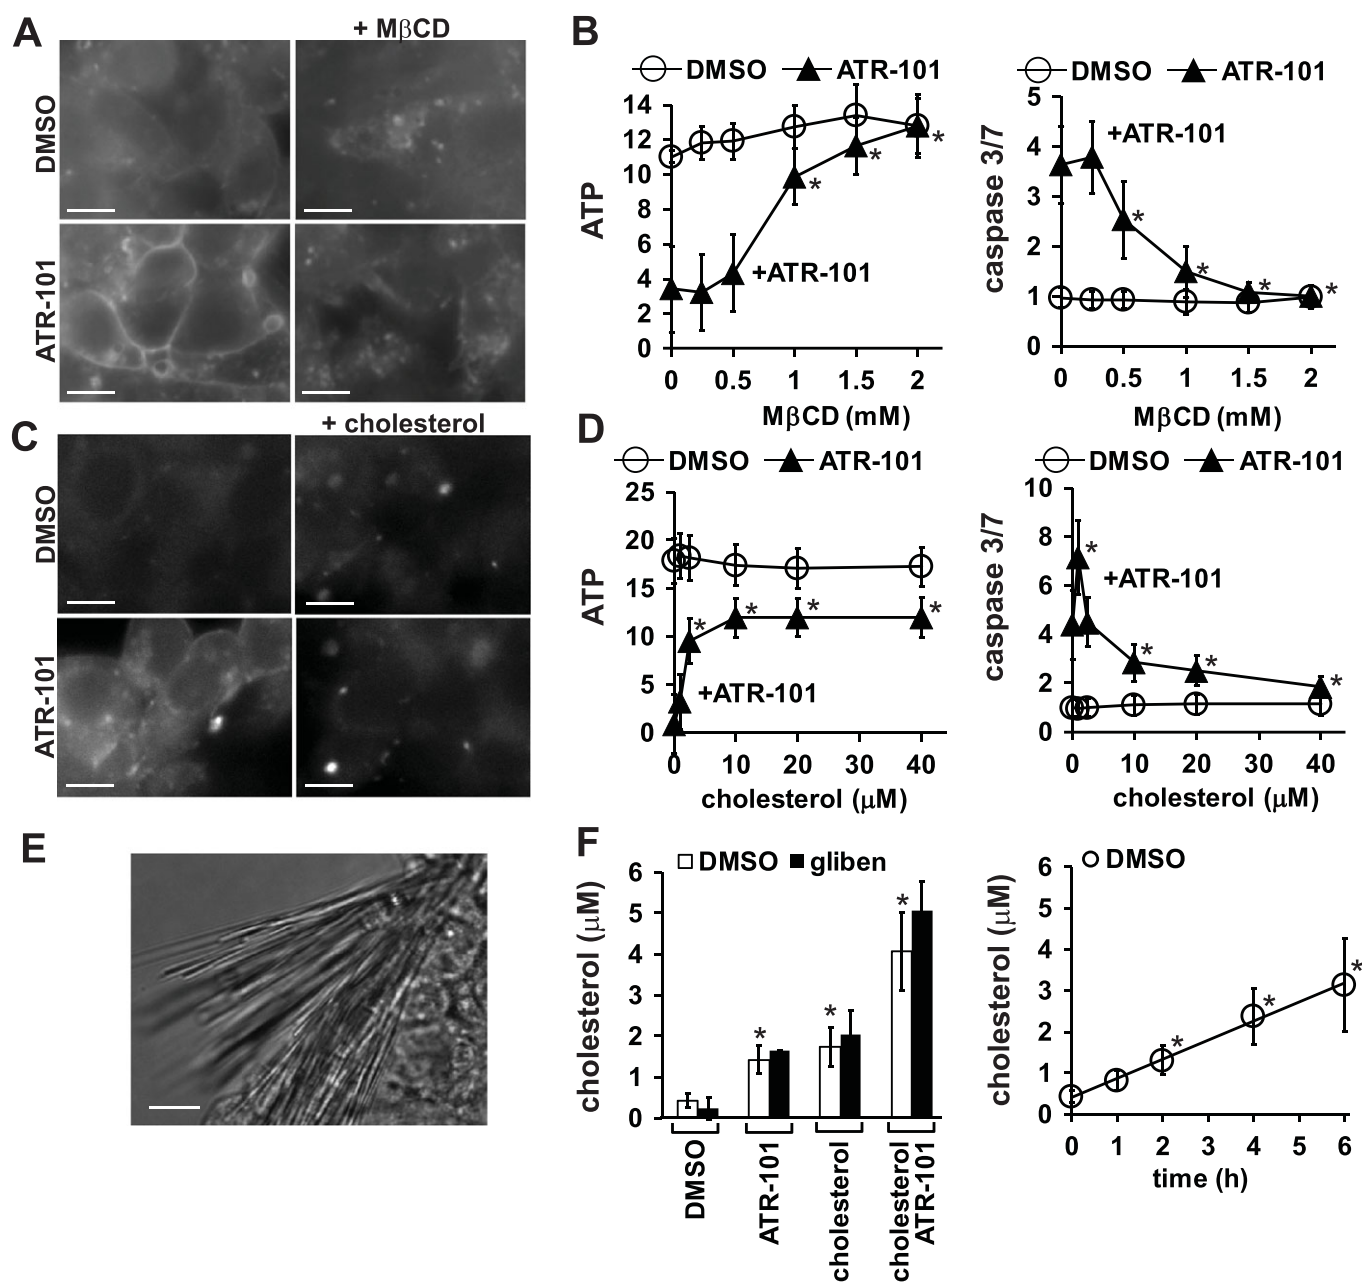 A
+ MβCD
DMSO
ATR-101
B
DMSO ATR-101
14
12
10
8
6
4
2
0
ATP
+ATR-101
*
*
*
0 0.5 1 1.5 2
MβCD (mM)
DMSO ATR-101
5
4
3
2
1
0
caspase 3/7
+ATR-101
*
*
*
*
0 0.5 1 1.5 2
MβCD (mM)
C
+ cholesterol
DMSO
ATR-101
D
DMSO ATR-101
25
20
15
10
5
0
ATP
+ATR-101
*
*
*
*
0 10 20 30 40
cholesterol (μM)
DMSO ATR-101
10
8
6
4
2
0
caspase 3/7
+ATR-101
*
*
*
*
0 10 20 30 40
cholesterol (μM)
E
F
DMSO gliben
6
5
4
3
2
1
0
cholesterol (μM)
*
*
*
DMSO
ATR-101
cholesterol
cholesterol
ATR-101
DMSO
6
5
4
3
2
1
0
cholesterol (μM)
*
*
*
0 1 2 3 4 5 6
time (h)